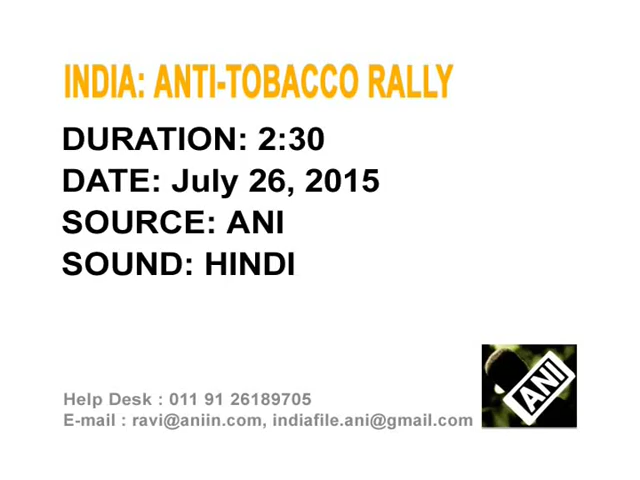 INDIA: ANTI-TOBACCO RALLY
DURATION: 2:30
DATE: July 26, 2015
SOURCE: ANI
SOUND: HINDI
Help Desk : 011 91 26189705
E-mail : ravi@aniin.com, indiafile.ani@gmail.com
ANI